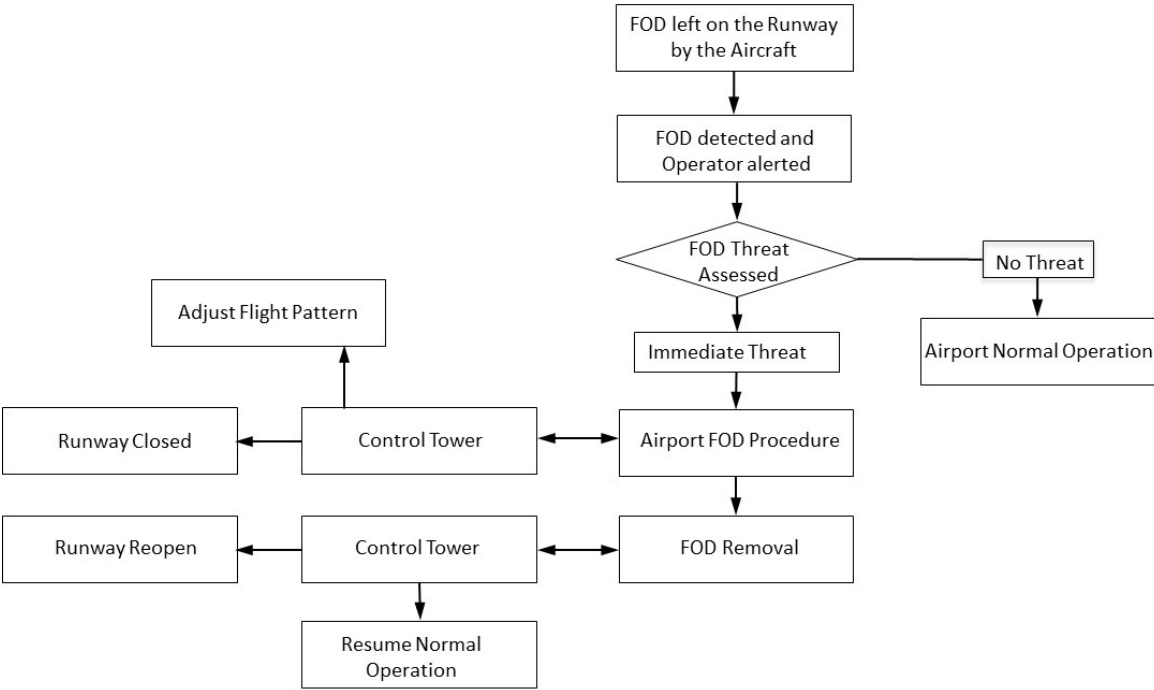 FOD left on the Runway
by the Aircraft
FOD detected and
Operator alerted
FOD Threat
Assessed
No Threat
Adjust Flight Pattern
Immediate Threat
Airport Normal Operation
Runway Closed
Control Tower
Airport FOD Procedure
Runway Reopen
Control Tower
FOD Removal
Resume Normal
Operation